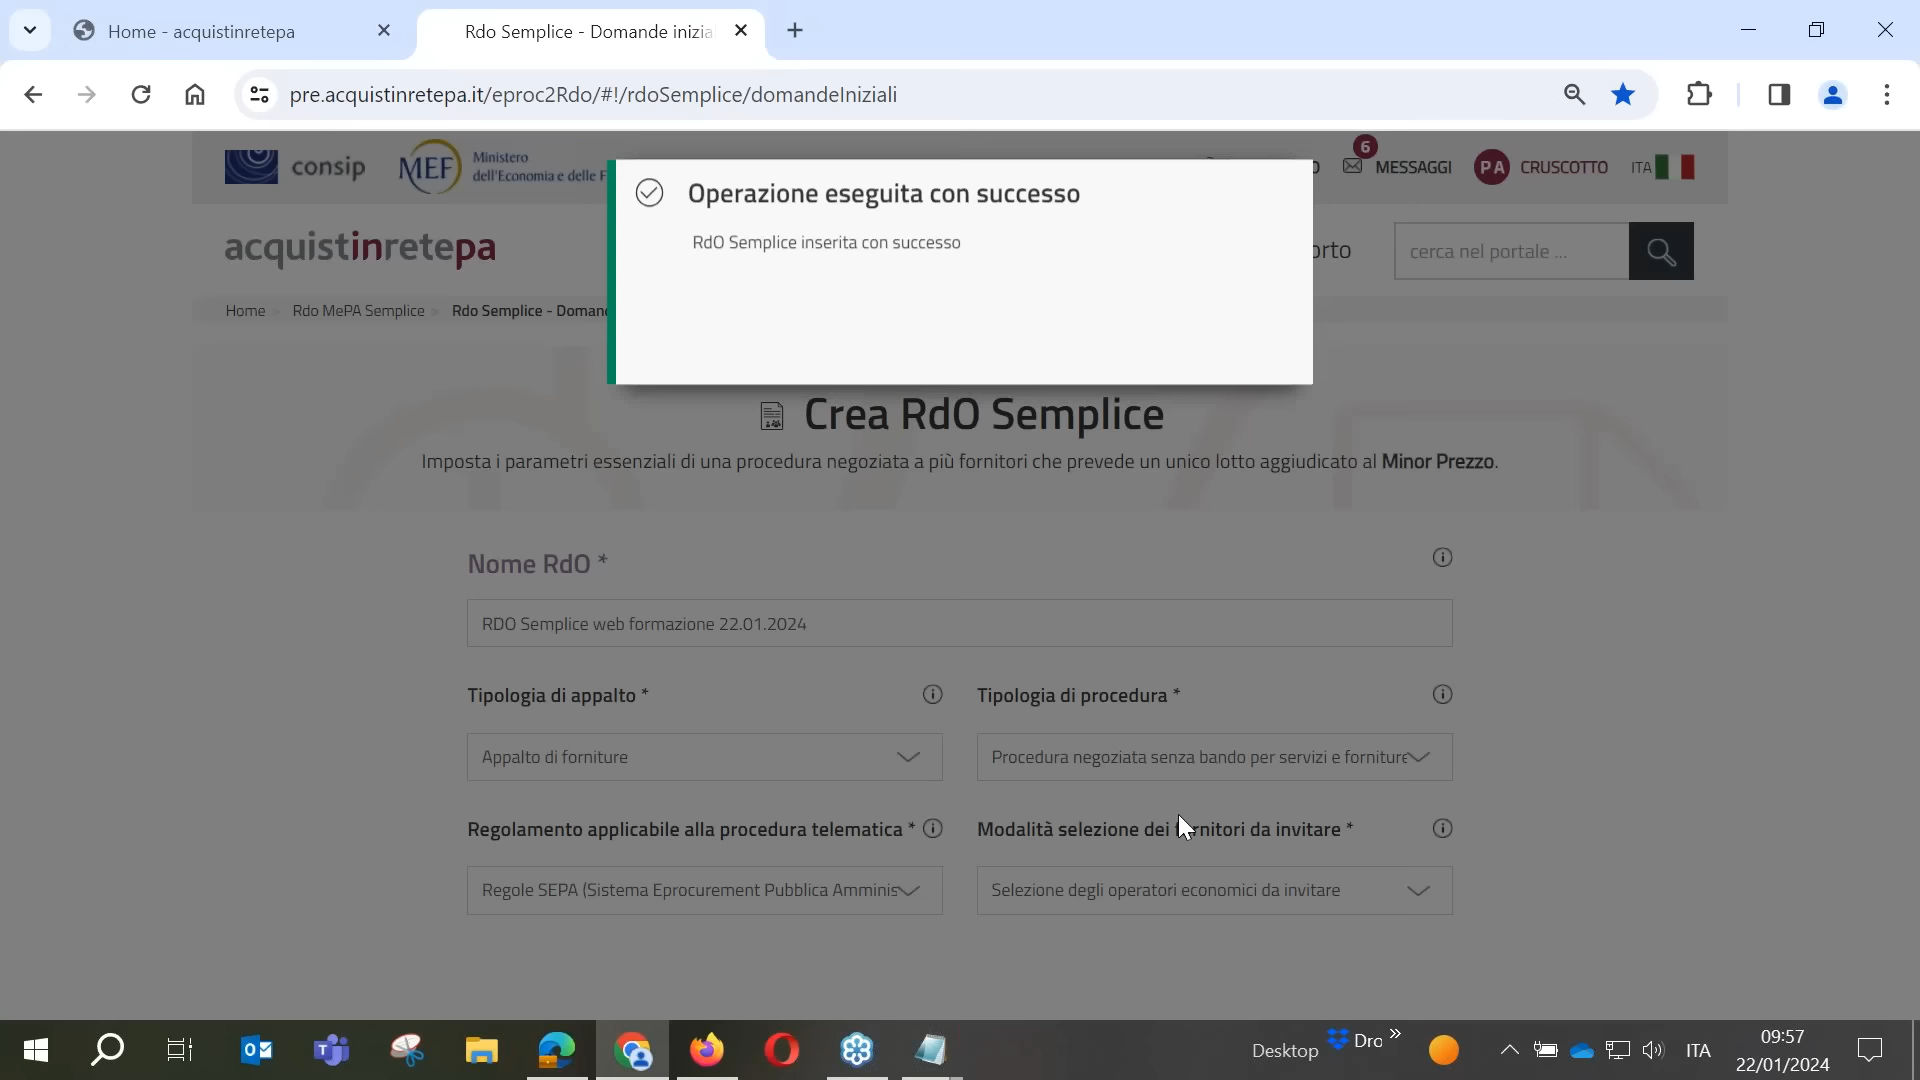 Home - acquistinretepa
Rdo Semplice - Domande inizia
pre.acquistinretepa.it/eproc2Rdo/#!/rdoSemplice/domandeIniziali
consip
MEF
Ministero
dell'Economia e delle F
6
MESSAGGI
PA
CRUSCOTTO
ITA
Operazione eseguita con successo
RdO Semplice inserita con successo
acquistinretepa
orto
cerca nel portale ...
Home
Rdo MePA Semplice
Rdo Semplice - Domand
Crea RdO Semplice
Imposta i parametri essenziali di una procedura negoziata a più fornitori che prevede un unico lotto aggiudicato al Minor Prezzo.
Nome RdO *
RDO Semplice web formazione 22.01.2024
Tipologia di appalto *
Tipologia di procedura *
Appalto di forniture
Procedura negoziata senza bando per servizi e forniture
Regolamento applicabile alla procedura telematica *
Modalità selezione dei fornitori da invitare *
Regole SEPA (Sistema Eprocurement Pubblica Amminis
Selezione degli operatori economici da invitare
Desktop
Dro
ITA
09:57
22/01/2024